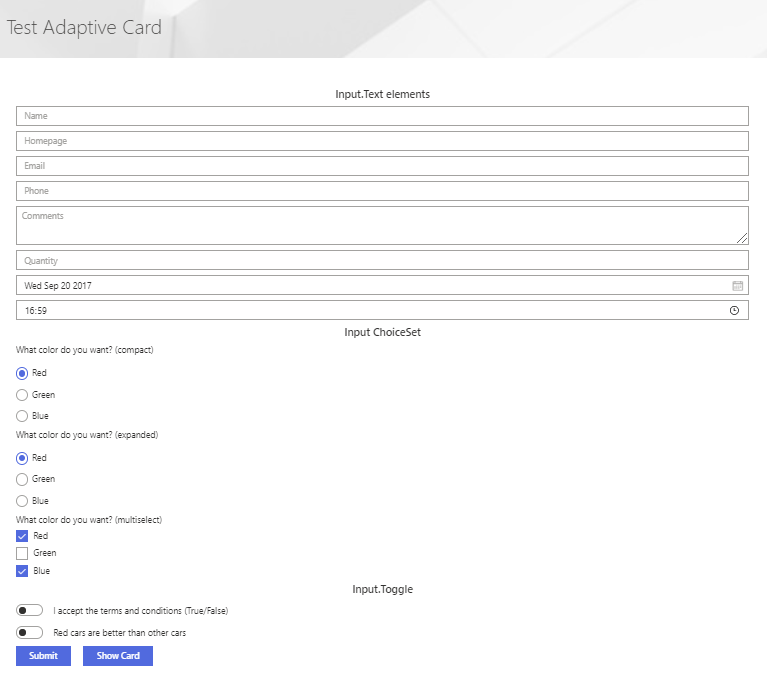 Test Adaptive Card
Input.Text elements
Name
Homepage
Email
Phone
Comments
Quantity
Wed Sep 20 2017
16:59
Input ChoiceSet
What color do you want? (compact)
Red
Green
Blue
What color do you want? (expanded)
Red
Green
Blue
What color do you want? (multiselect)
Red
Green
Blue
Input.Toggle
I accept the terms and conditions (True/False)
Red cars are better than other cars
Submit Show Card